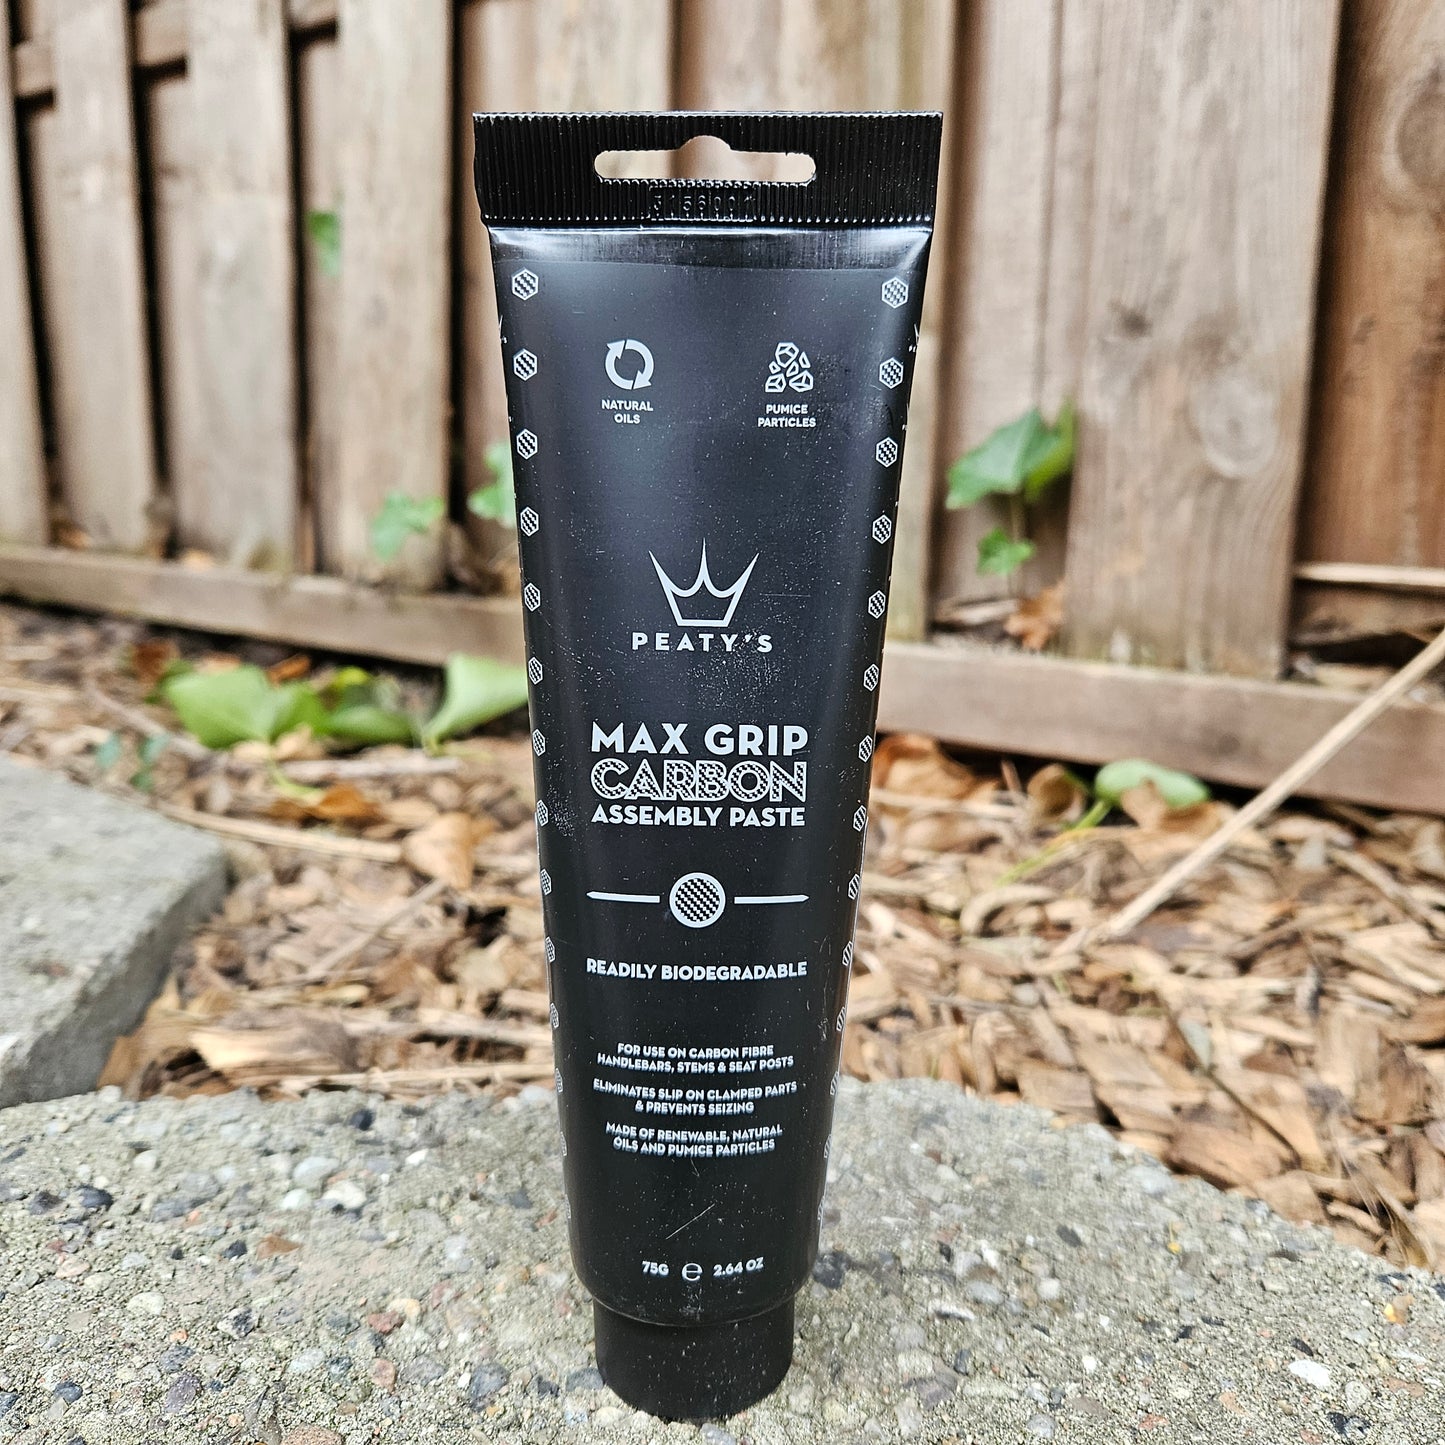 3156001
NATURAL
OILS
PUMICE
PARTICLES
PEATY'S
MAX GRIP
CARBON
ASSEMBLY PASTE
READILY BIODEGRADABLE
FOR USE ON CARBON FIBRE
HANDLEBARS, STEMS & SEAT POSTS
ELIMINATES SLIP ON CLAMPED PARTS
& PREVENTS SEIZING
MADE OF RENEWABLE, NATURAL
OILS AND PUMICE PARTICLES
75G ℮ 2.64 OZ